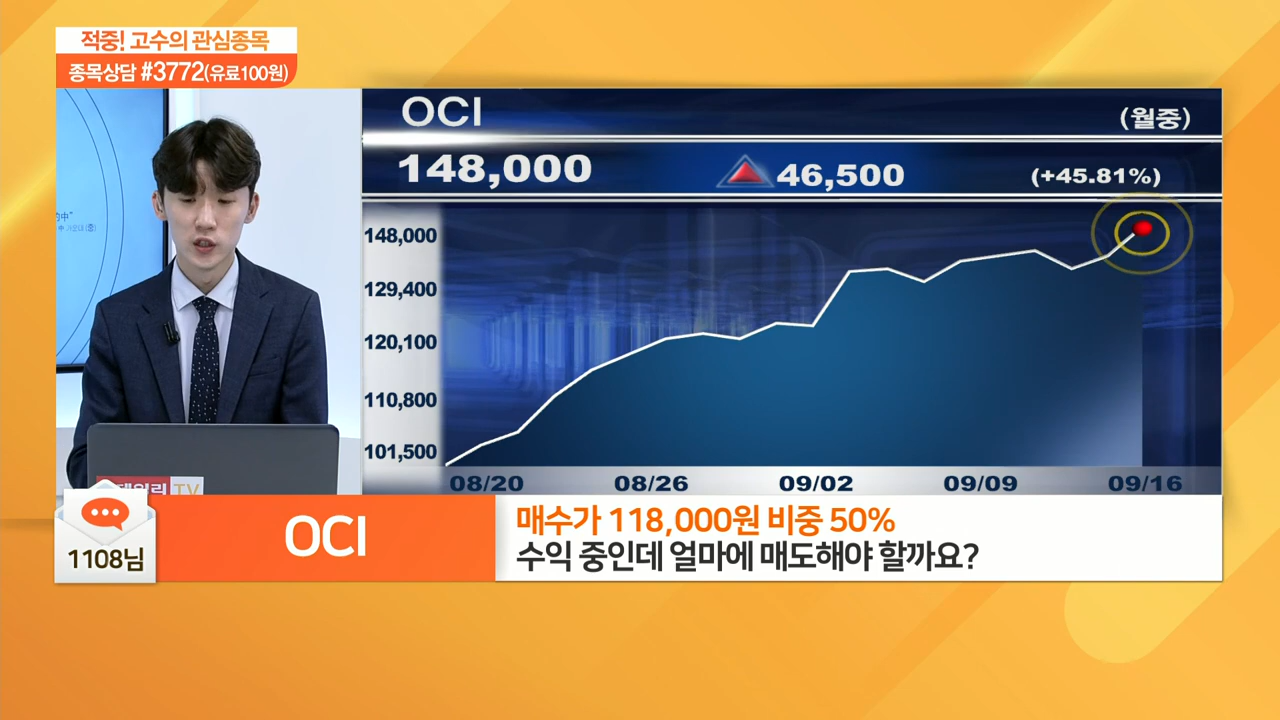 적중! 고수의 관심종목
종목상담 #3772(유료100원)
OCI
(월중)
148,000
46,500
(+45.81%)
148,000
129,400
120,100
110,800
101,500
08/20
08/26
09/02
09/09
09/16
TV
1108님
OCI
매수가 118,000원 비중 50%
수익 중인데 얼마에 매도해야 할까요?